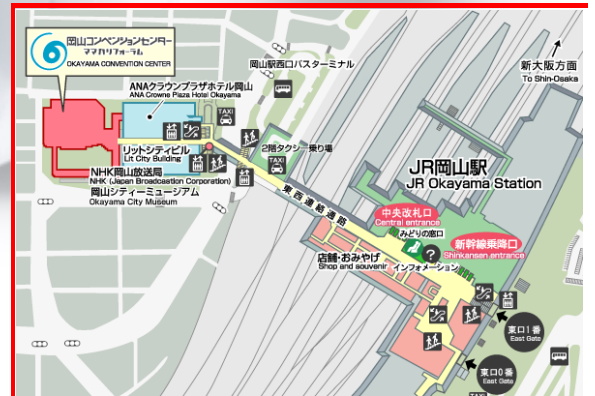 岡山コンベンションセンター
ママカリフォーラム
OKAYAMA CONVENTION CENTER
ANAクラウンプラザホテル岡山
ANA Crowne Plaza Hotel Okayama
岡山駅西口バスターミナル
新大阪方面
To Shin-Osaka
TAXI
リットシティビル
Lit City Building
2階タクシー乗り場
TAXI
NHK岡山放送局
NHK (Japan Broadcastion Corporation)
岡山シティーミュージアム
Okayama City Museum
東西連絡通路
JR岡山駅
JR Okayama Station
中央改札口
Central entrance
みどりの窓口
新幹線乗降口
Shinkansen entrance
店舗・おみやげ
Shop and souvenir
?
インフォメーション
東口1番
East Gate
東口0番
East Gate
TAXI